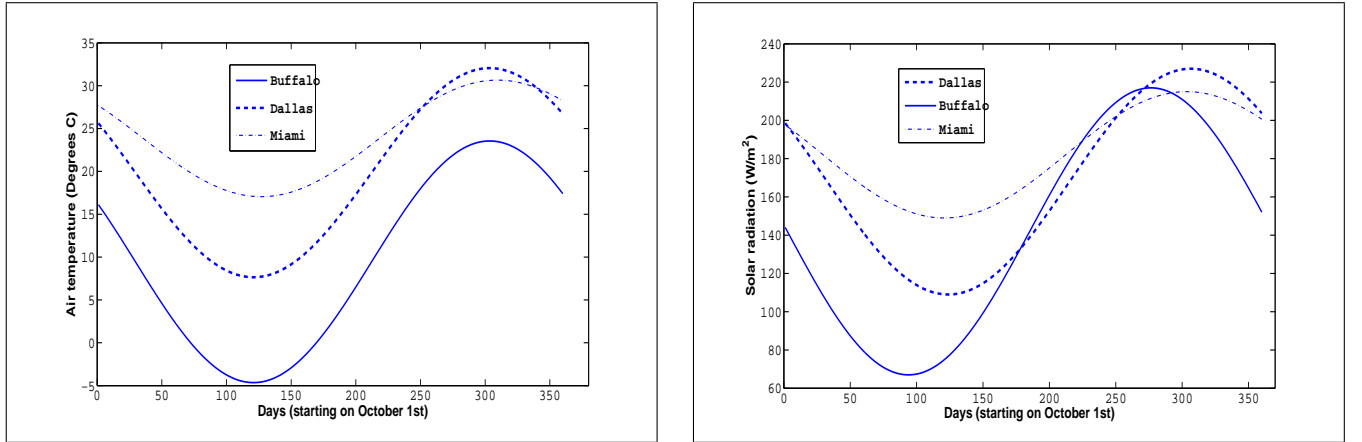 Air temperature (Degrees C)
35
30
25
20
15
10
5
0
−5
Buffalo
Dallas
Miami
0 50 100 150 200 250 300 350
Days (starting on October 1st)
Solar radiation (W/m²)
240
220
200
180
160
140
120
100
80
60
Dallas
Buffalo
Miami
0 50 100 150 200 250 300 350
Days (starting on October 1st)